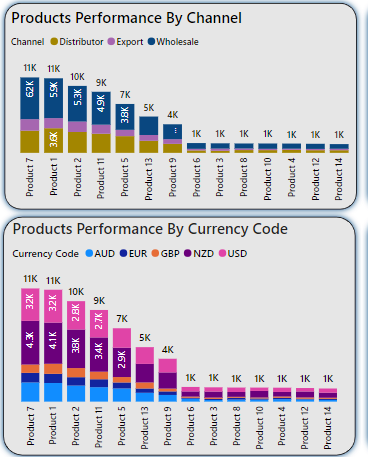 Products Performance By Channel
Channel Distributor Export Wholesale
11K 11K 10K 9K 7K 5K 4K 1K 1K 1K 1K 1K 1K 1K
6.2K 5.9K 5.3K 4.9K 3.8K ...
3.6K
Product 7 Product 1 Product 2 Product 11 Product 5 Product 13 Product 9 Product 6 Product 3 Product 8 Product 10 Product 4 Product 12 Product 14
Products Performance By Currency Code
Currency Code AUD EUR GBP NZD USD
11K 11K 10K 9K 7K 5K 4K 1K 1K 1K 1K 1K 1K 1K
3.2K 3.2K 2.8K 2.7K
4.3K 4.1K 3.8K 3.4K 2.9K
Product 7 Product 1 Product 2 Product 11 Product 5 Product 13 Product 9 Product 6 Product 3 Product 8 Product 10 Product 4 Product 12 Product 14